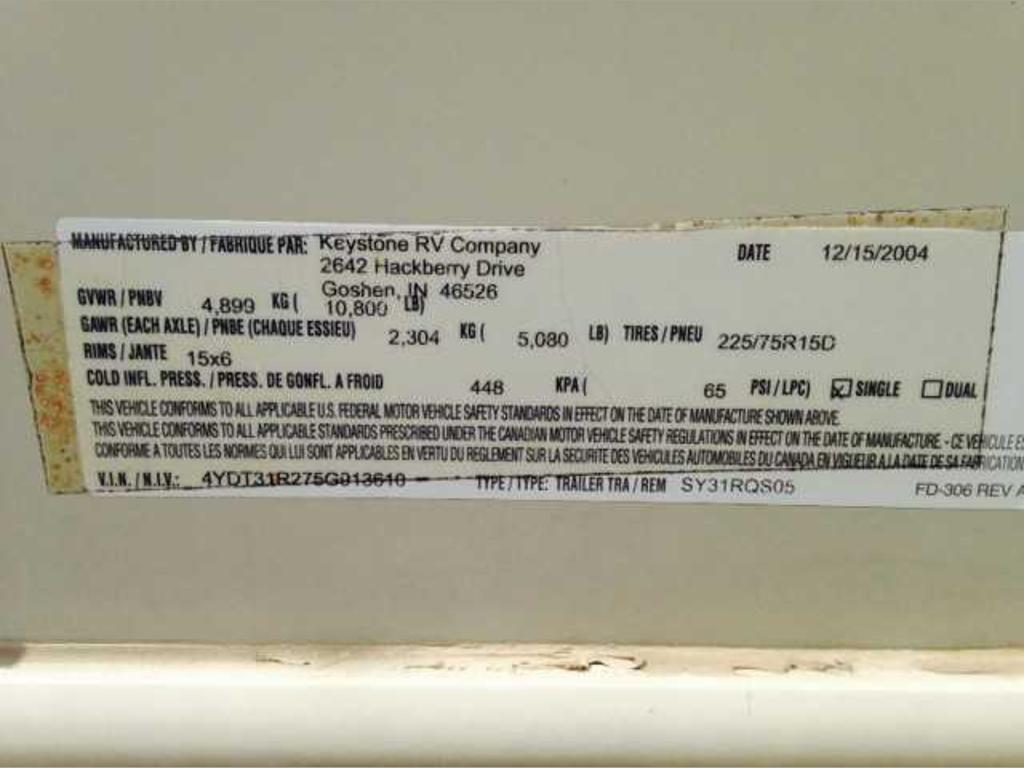 MANUFACTURED BY / FABRIQUE PAR: Keystone RV Company DATE 12/15/2004
2642 Hackberry Drive
Goshen, IN 46526
GVWR / PNBV 4,899 KG ( 10,800 LB)
GAWR (EACH AXLE) / PNBE (CHAQUE ESSIEU) 2,304 KG ( 5,080 LB) TIRES / PNEU 225/75R15D
RIMS / JANTE 15x6
COLD INFL. PRESS. / PRESS. DE GONFL. A FROID 448 KPA ( 65 PSI / LPC) ☑ SINGLE ☐ DUAL
THIS VEHICLE CONFORMS TO ALL APPLICABLE U.S. FEDERAL MOTOR VEHICLE SAFETY STANDARDS IN EFFECT ON THE DATE OF MANUFACTURE SHOWN ABOVE.
THIS VEHICLE CONFORMS TO ALL APPLICABLE STANDARDS PRESCRIBED UNDER THE CANADIAN MOTOR VEHICLE SAFETY REGULATIONS IN EFFECT ON THE DATE OF MANUFACTURE. - CE VEHICULE ES
CONFORME A TOUTES LES NORMES QUI LUI SONT APPLICABLES EN VERTU DU REGLEMENT SUR LA SECURITE DES VEHICULES AUTOMOBILES DU CANADA EN VIGUEUR A LA DATE DE SA FABRICATION
V.I.N. / N.I.V.: 4YDT31R275G013610 TYPE / TYPE: TRAILER TRA / REM SY31RQS05
FD-306 REV A